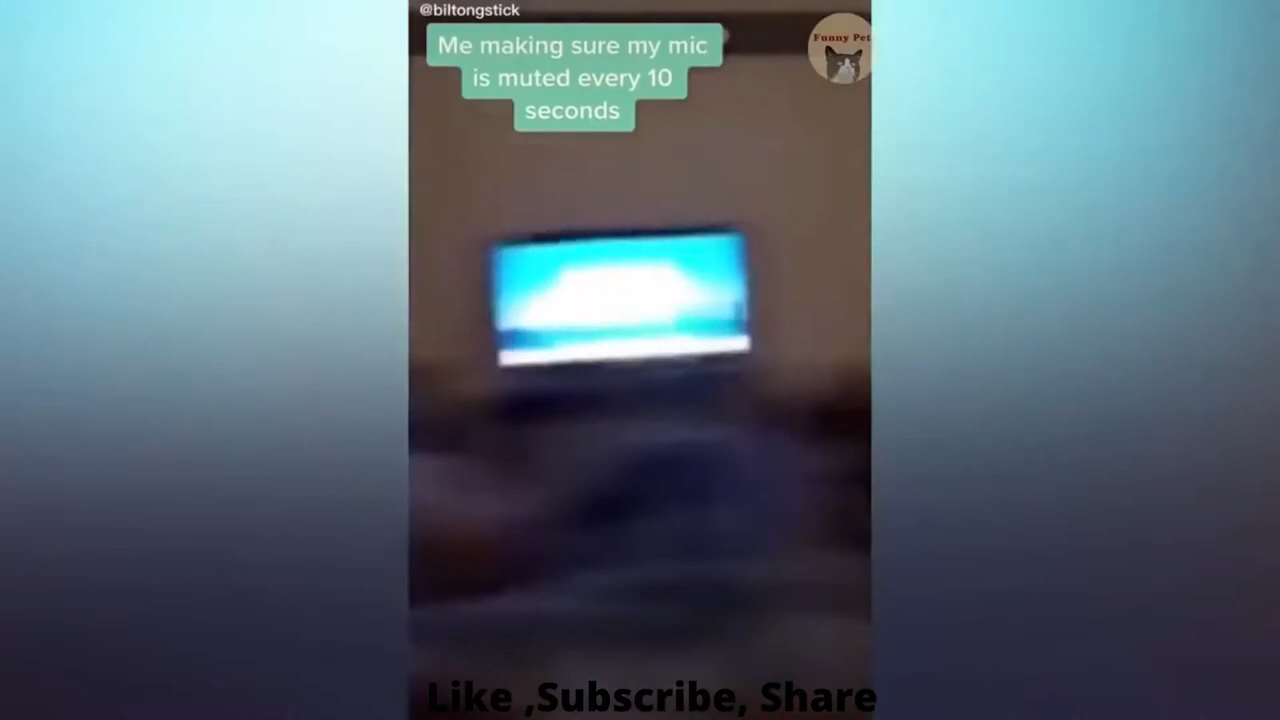 @biltongstick
Me making sure my mic
is muted every 10
seconds
Funny Pet
Like ,Subscribe, Share